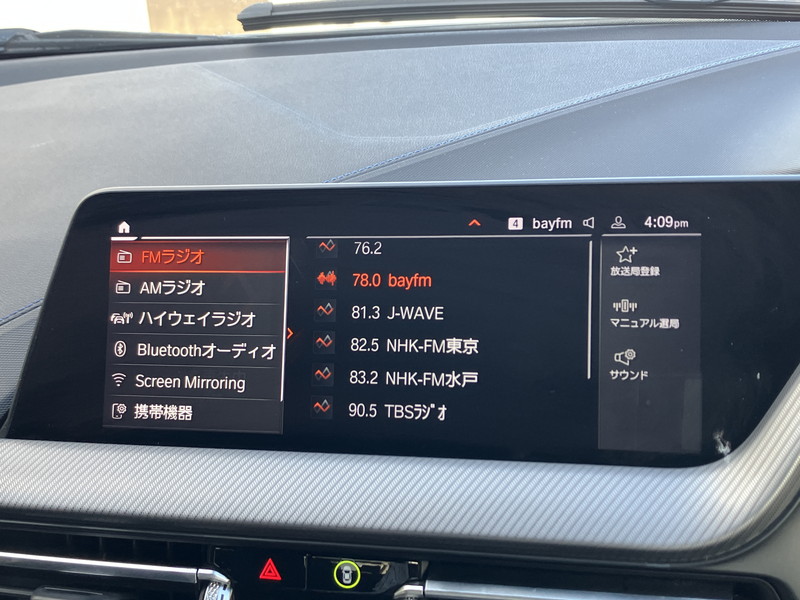 4 bayfm 4:09pm
FMラジオ
AMラジオ
ハイウェイラジオ
Bluetoothオーディオ
Screen Mirroring
携帯機器
76.2
78.0 bayfm
81.3 J-WAVE
82.5 NHK-FM東京
83.2 NHK-FM水戸
90.5 TBSラジオ
放送局登録
マニュアル選局
サウンド